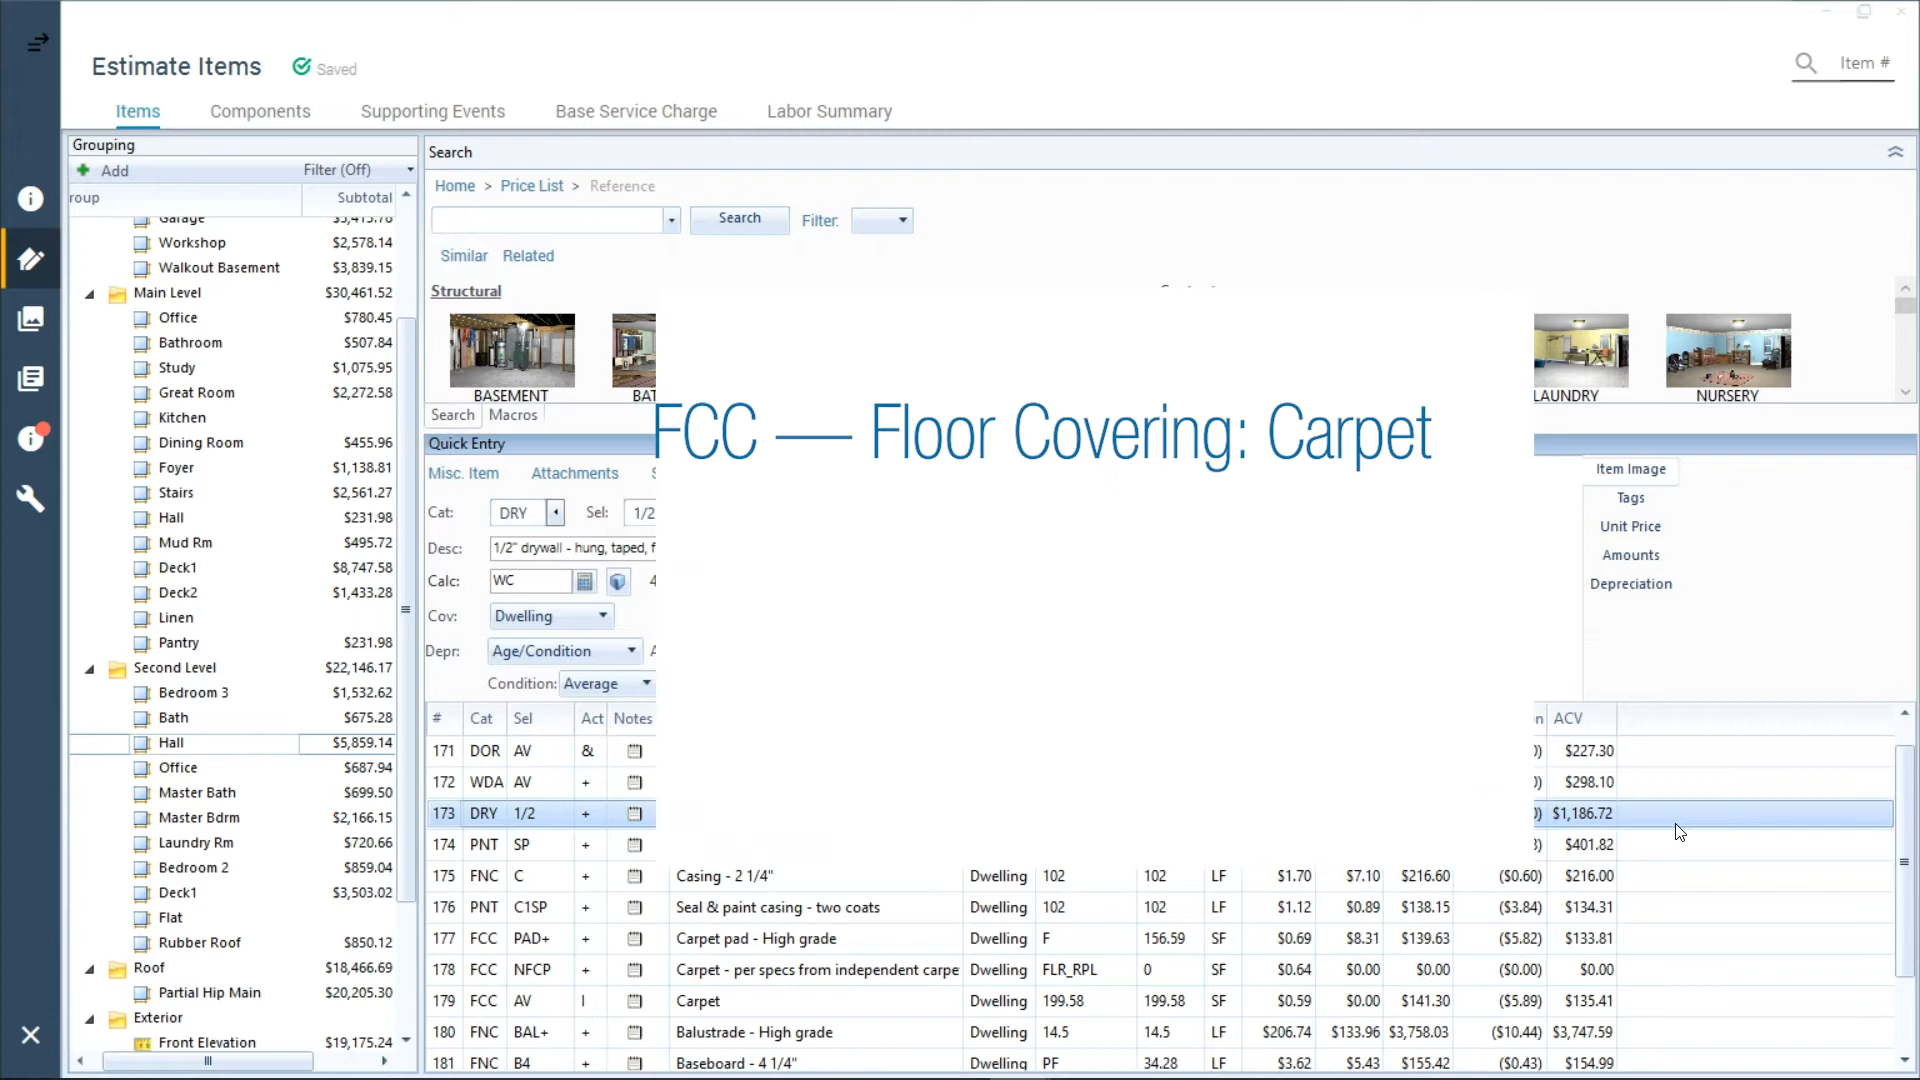 Estimate Items
Saved
Item #
Items
Components
Supporting Events
Base Service Charge
Labor Summary
Grouping
Add
Filter (Off)
roup
Subtotal
Garage
Workshop $2,578.14
Walkout Basement $3,839.15
Main Level $30,461.52
Office $780.45
Bathroom $507.84
Study $1,075.95
Great Room $2,272.58
Kitchen
Dining Room $455.96
Foyer $1,138.81
Stairs $2,561.27
Hall $231.98
Mud Rm $495.72
Deck1 $8,747.58
Deck2 $1,433.28
Linen
Pantry $231.98
Second Level $22,146.17
Bedroom 3 $1,532.62
Bath $675.28
Hall $5,859.14
Office $687.94
Master Bath $699.50
Master Bdrm $2,166.15
Laundry Rm $720.66
Bedroom 2 $859.04
Deck1 $3,503.02
Flat
Rubber Roof $850.12
Roof $18,466.69
Partial Hip Main $20,205.30
Exterior
Front Elevation $19,175.24
Search
Home > Price List > Reference
Search
Filter:
Similar Related
Structural
BASEMENT
BAT
LAUNDRY
NURSERY
Search Macros
FCC — Floor Covering: Carpet
Quick Entry
Misc. Item Attachments S
Cat: DRY Sel: 1/2
Desc: 1/2" drywall - hung, taped, f
Calc: WC 4
Cov: Dwelling
Depr: Age/Condition A
Condition: Average
Item Image
Tags
Unit Price
Amounts
Depreciation
# Cat Sel Act Notes n ACV
171 DOR AV & ) $227.30
172 WDA AV + ) $298.10
173 DRY 1/2 + ) $1,186.72
174 PNT SP + 3) $401.82
175 FNC C + Casing - 2 1/4" Dwelling 102 102 LF $1.70 $7.10 $216.60 ($0.60) $216.00
176 PNT C1SP + Seal & paint casing - two coats Dwelling 102 102 LF $1.12 $0.89 $138.15 ($3.84) $134.31
177 FCC PAD+ + Carpet pad - High grade Dwelling F 156.59 SF $0.69 $8.31 $139.63 ($5.82) $133.81
178 FCC NFCP + Carpet - per specs from independent carpe Dwelling FLR_RPL 0 SF $0.64 $0.00 $0.00 ($0.00) $0.00
179 FCC AV I Carpet Dwelling 199.58 199.58 SF $0.59 $0.00 $141.30 ($5.89) $135.41
180 FNC BAL+ + Balustrade - High grade Dwelling 14.5 14.5 LF $206.74 $133.96 $3,758.03 ($10.44) $3,747.59
181 FNC B4 + Baseboard - 4 1/4" Dwelling PF 34.28 LF $3.62 $5.43 $155.42 ($0.43) $154.99